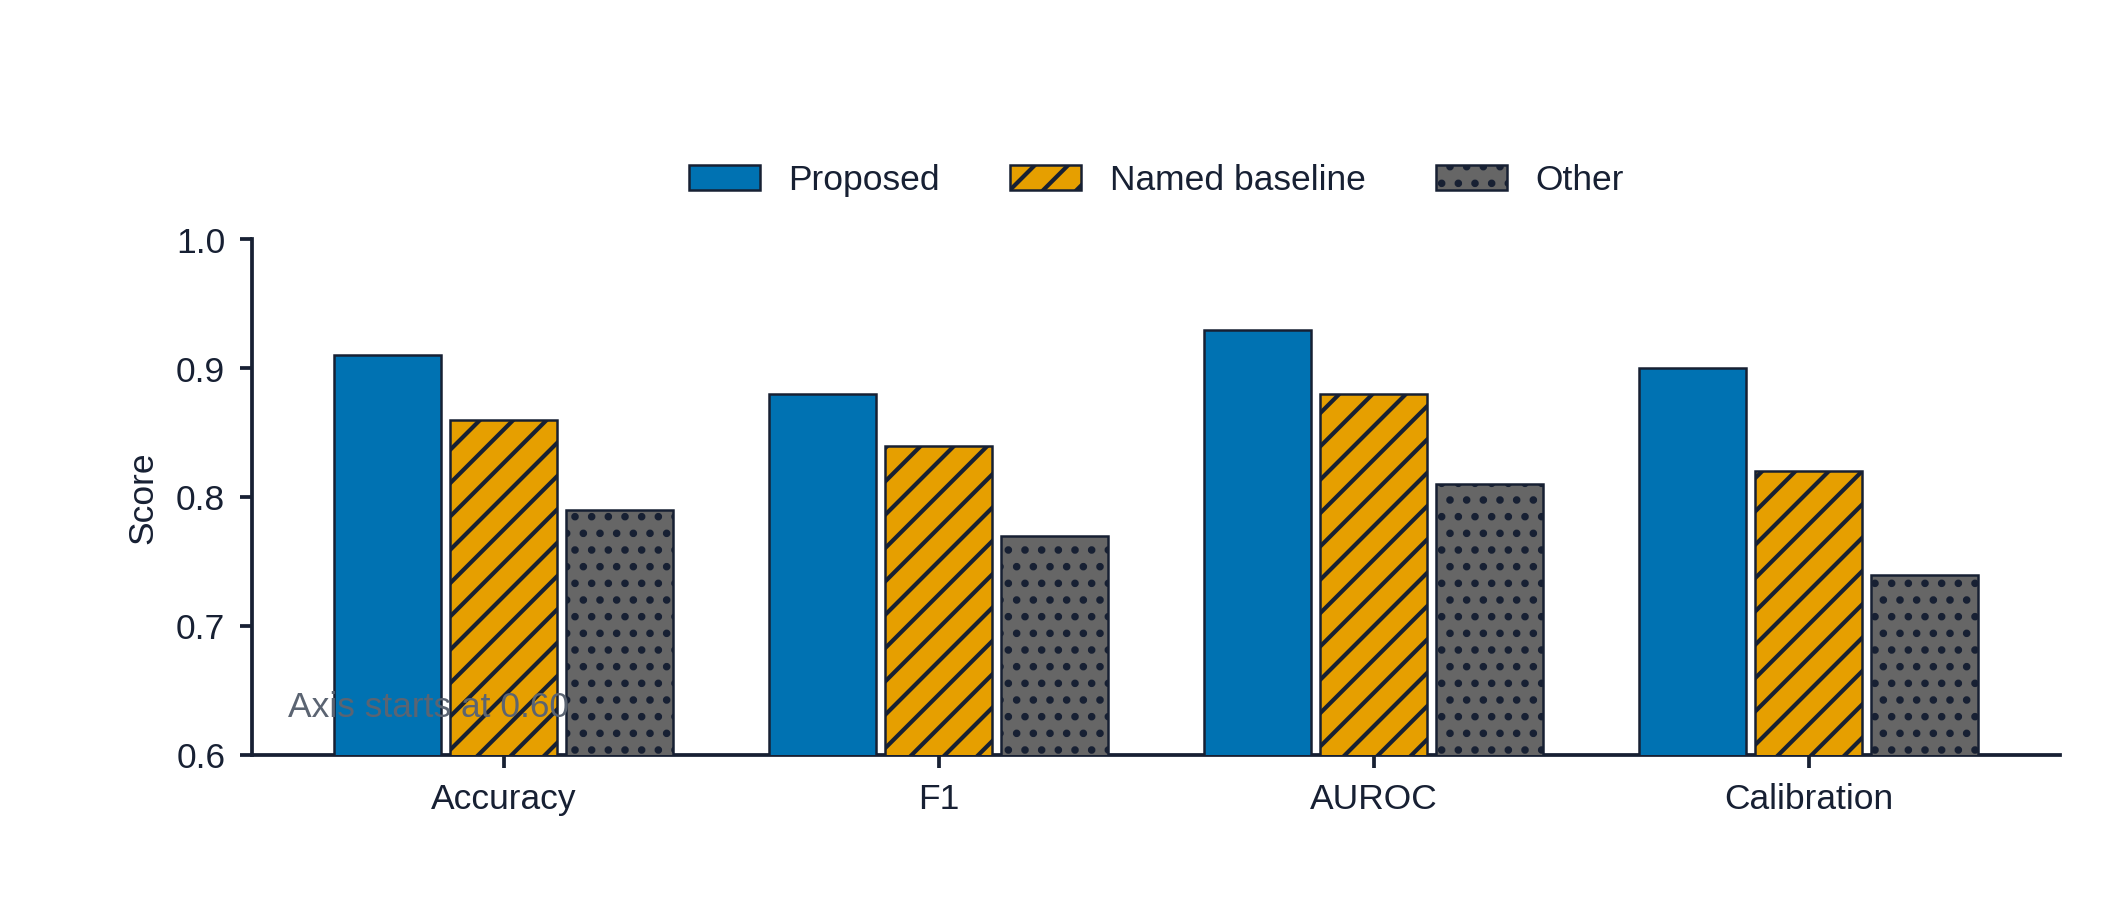 Proposed
Named baseline
Other
1.0
0.9
0.8
0.7
0.6
Score
Axis starts at 0.60
Accuracy
F1
AUROC
Calibration